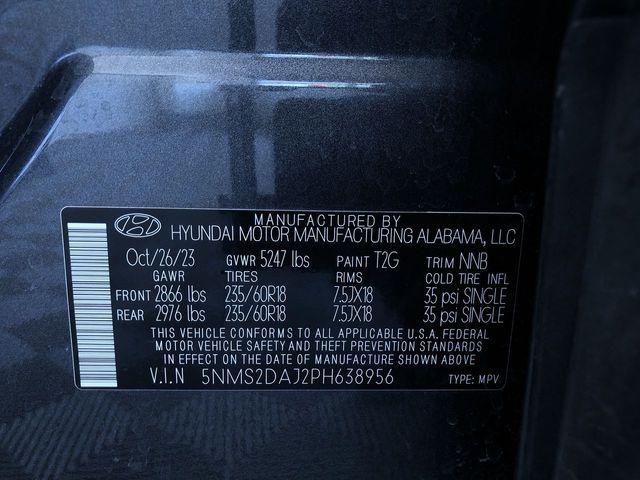 MANUFACTURED BY
HYUNDAI MOTOR MANUFACTURING ALABAMA, LLC
Oct/26/23 GVWR 5247 lbs PAINT T2G TRIM NNB
GAWR TIRES RIMS COLD TIRE INFL
FRONT 2866 lbs 235/60R18 7.5JX18 35 psi SINGLE
REAR 2976 lbs 235/60R18 7.5JX18 35 psi SINGLE
THIS VEHICLE CONFORMS TO ALL APPLICABLE U.S.A. FEDERAL
MOTOR VEHICLE SAFETY AND THEFT PREVENTION STANDARDS
IN EFFECT ON THE DATE OF MANUFACTURE SHOWN ABOVE
V.I.N 5NMS2DAJ2PH638956 TYPE: MPV